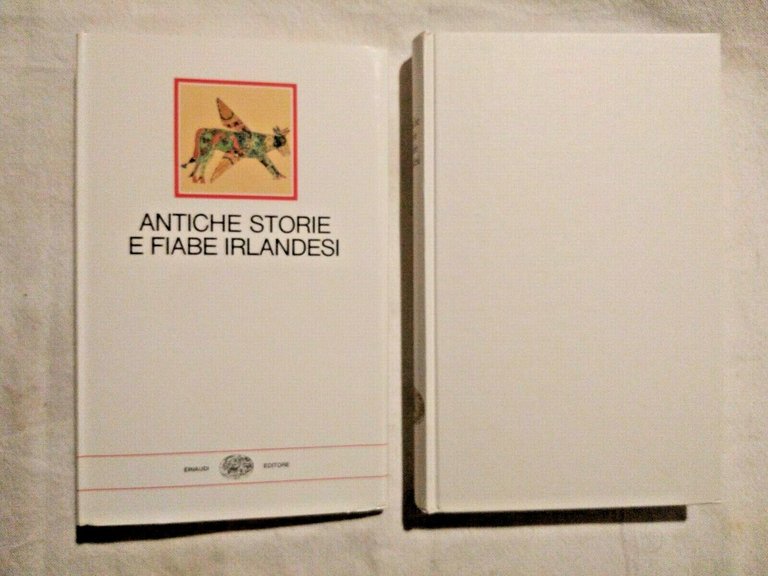 ANTICHE STORIE
E FIABE IRLANDESI
EINAUDI EDITORE